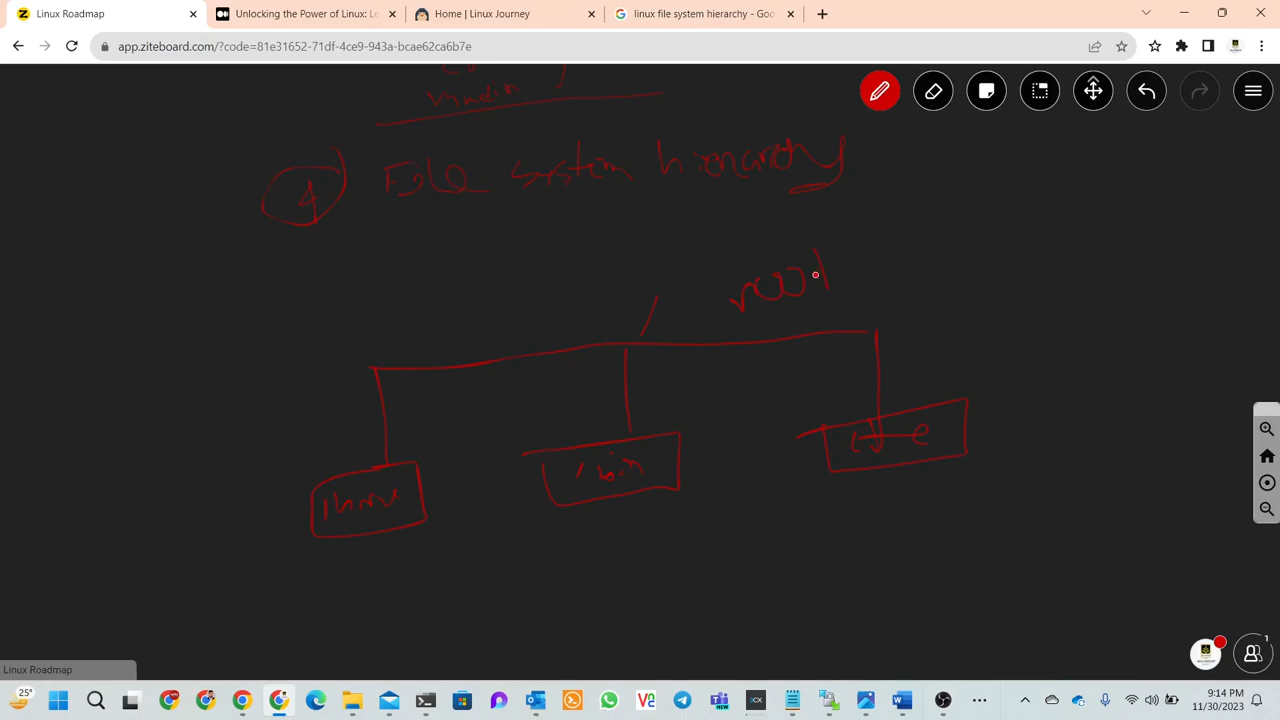 Linux Roadmap
Unlocking the Power of Linux: Le
Home | Linux Journey
linux file system hierarchy - Goo
app.ziteboard.com/?code=81e31652-71df-4ce9-943a-bcae62ca6b7e
4 File system hierarchy
/ root
/home
/bin
Linux Roadmap
1
25°
9:14 PM
11/30/2023